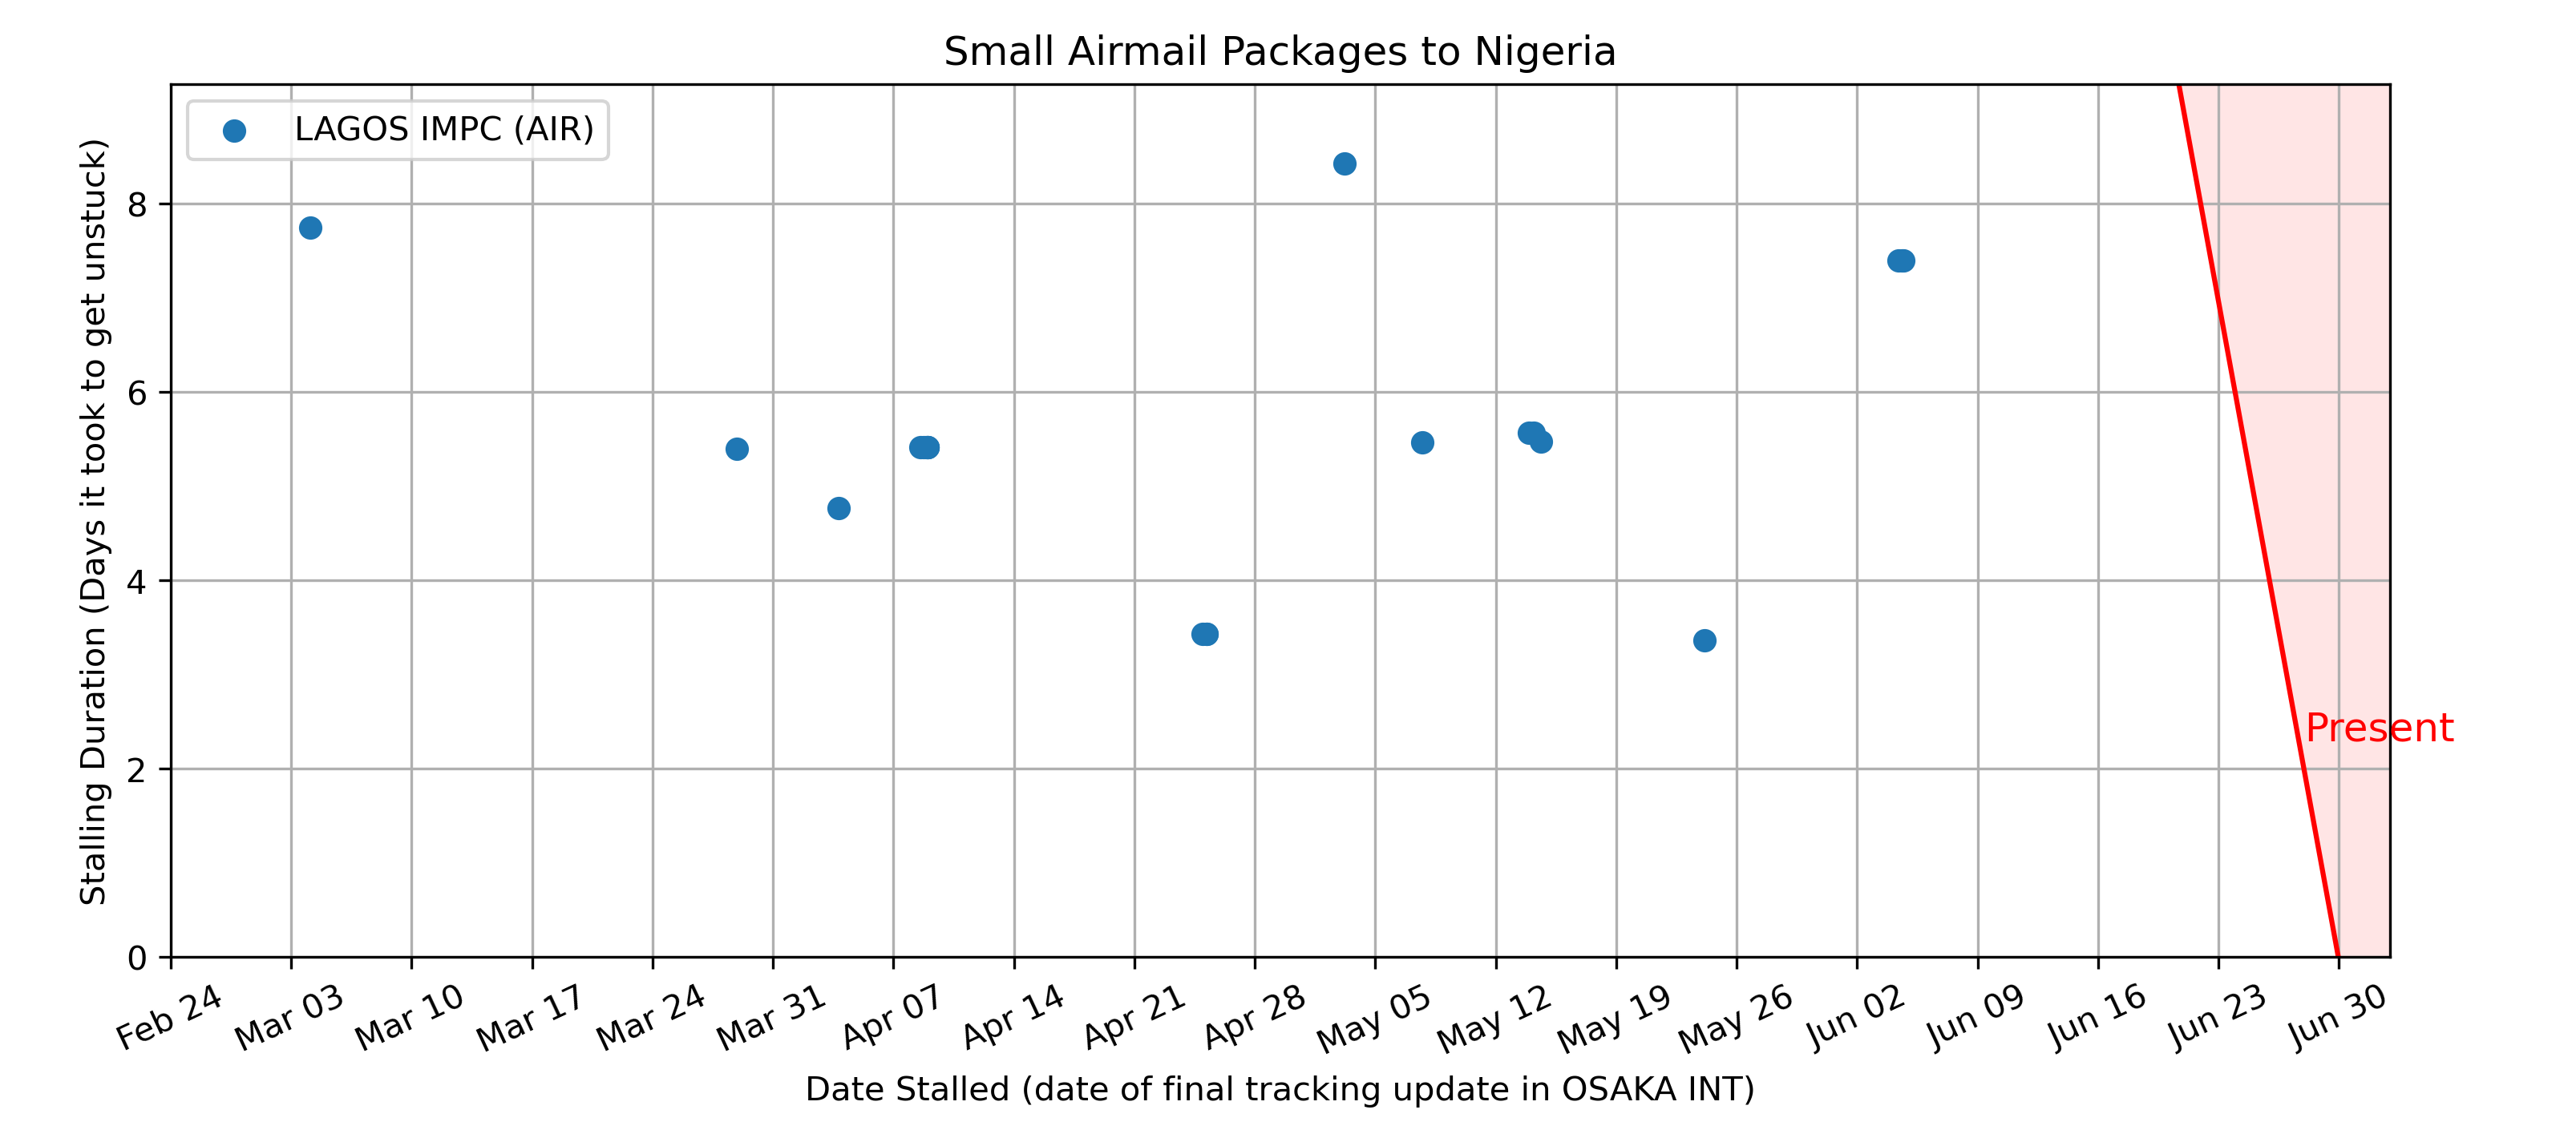 Small Airmail Packages to Nigeria
LAGOS IMPC (AIR)
Stalling Duration (Days it took to get unstuck)
8
6
4
2
0
Present
Feb 24
Mar 03
Mar 10
Mar 17
Mar 24
Mar 31
Apr 07
Apr 14
Apr 21
Apr 28
May 05
May 12
May 19
May 26
Jun 02
Jun 09
Jun 16
Jun 23
Jun 30
Date Stalled (date of final tracking update in OSAKA INT)